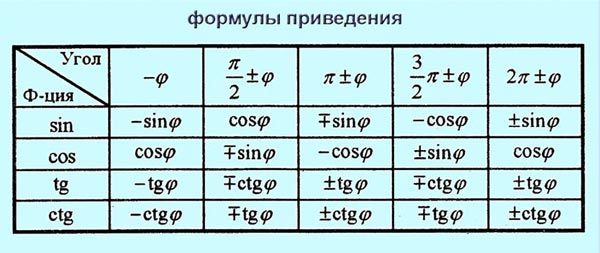 формулы приведения
Угол
Ф-ция
−φ π/2 ± φ π ± φ 3/2 π ± φ 2π ± φ
sin −sinφ cosφ ∓sinφ −cosφ ±sinφ
cos cosφ ∓sinφ −cosφ ±sinφ cosφ
tg −tgφ ∓ctgφ ±tgφ ∓ctgφ ±tgφ
ctg −ctgφ ∓tgφ ±ctgφ ∓tgφ ±ctgφ